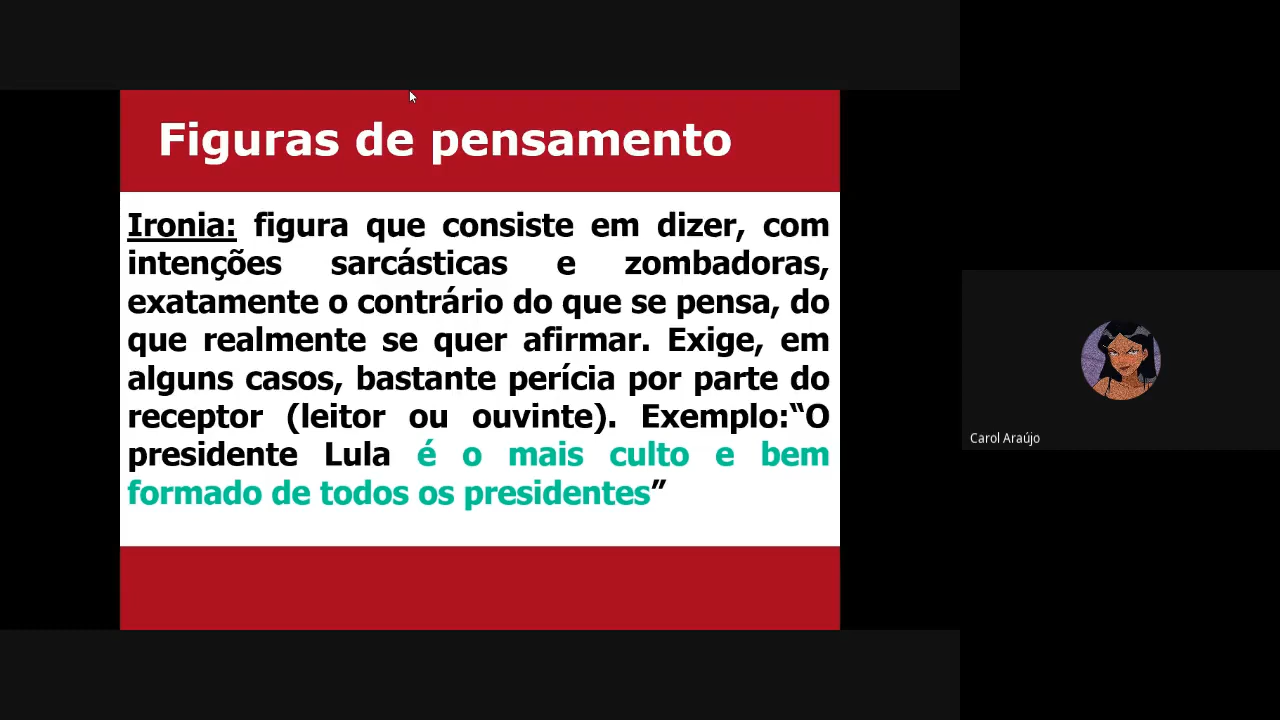 Figuras de pensamento
Ironia: figura que consiste em dizer, com
intenções sarcásticas e zombadoras,
exatamente o contrário do que se pensa, do
que realmente se quer afirmar. Exige, em
alguns casos, bastante perícia por parte do
receptor (leitor ou ouvinte). Exemplo:“O
presidente Lula é o mais culto e bem
formado de todos os presidentes”
Carol Araújo